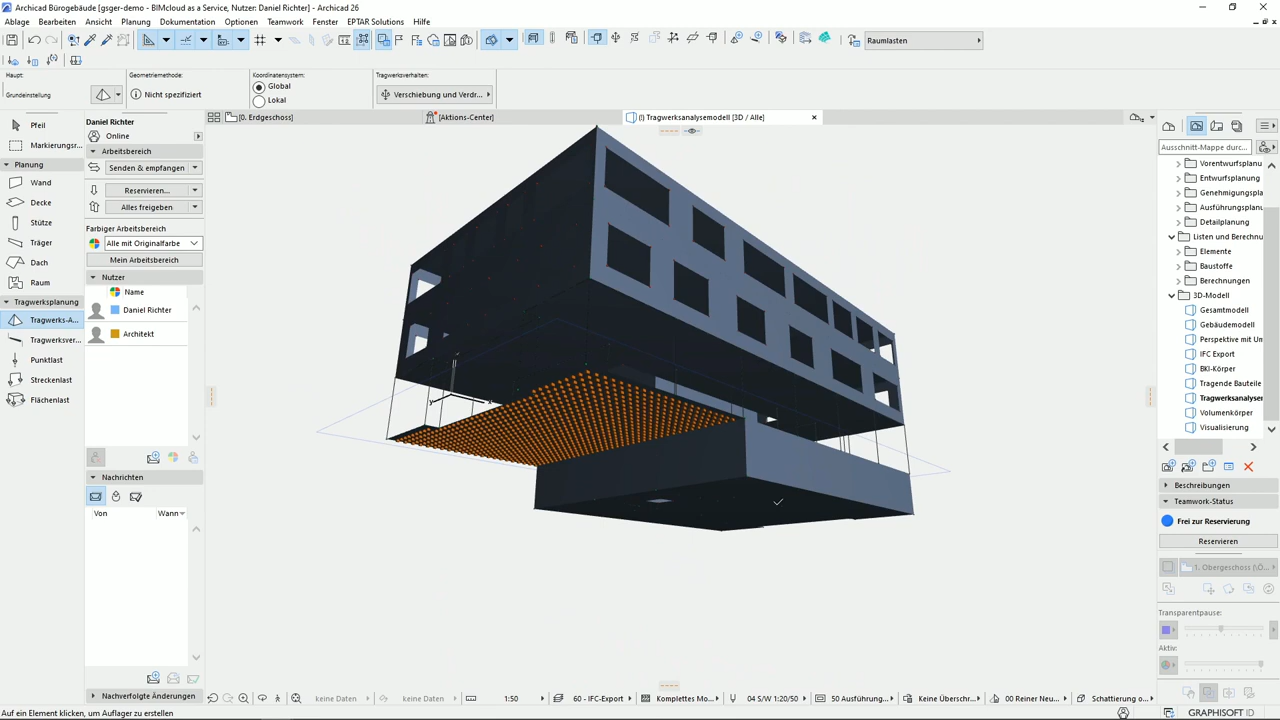 Archicad Bürogebäude [gsger-demo - BIMcloud as a Service, Nutzer: Daniel Richter] - Archicad 26
Ablage Bearbeiten Ansicht Planung Dokumentation Optionen Teamwork Fenster EPTAR Solutions Hilfe
Raumlasten
Haupt: Geometriemethode: Koordinatensystem: Tragwerksverhalten:
Grundeinstellung Nicht spezifiziert Global Verschiebung und Verdr...
Lokal
[0. Erdgeschoss] [Aktions-Center] (!) Tragwerksanalysemodell [3D / Alle]
Pfeil
Markierungsr...
Planung
Wand
Decke
Stütze
Träger
Dach
Raum
Tragwerksplanung
Tragwerks-A...
Tragwerksver...
Punktlast
Streckenlast
Flächenlast
Daniel Richter
Online
Arbeitsbereich
Senden & empfangen
Reservieren...
Alles freigeben
Farbiger Arbeitsbereich
Alle mit Originalfarbe
Mein Arbeitsbereich
Nutzer
Name
Daniel Richter
Architekt
Nachrichten
Von Wann
Nachverfolgte Änderungen
Ausschnitt-Mappe durc...
Vorentwurfsplanu
Entwurfsplanung
Genehmigungspla
Ausführungsplanu
Detailplanung
Listen und Berechnu
Elemente
Baustoffe
Berechnungen
3D-Modell
Gesamtmodell
Gebäudemodell
Perspektive mit Um
IFC Export
BKI-Körper
Tragende Bauteile
Tragwerksanalyser
Volumenkörper
Visualisierung
Beschreibungen
Teamwork-Status
Frei zur Reservierung
Reservieren
1. Obergeschoss (\Ö...
Transparentpause:
Aktiv:
keine Daten keine Daten 1:50 60 - IFC-Export Komplettes Mo... 04 S/W 1:20/50 50 Ausführung... Keine Überschr... 00 Reiner Neu... Schattierung o...
Auf ein Element klicken, um Auflager zu erstellen GRAPHISOFT ID